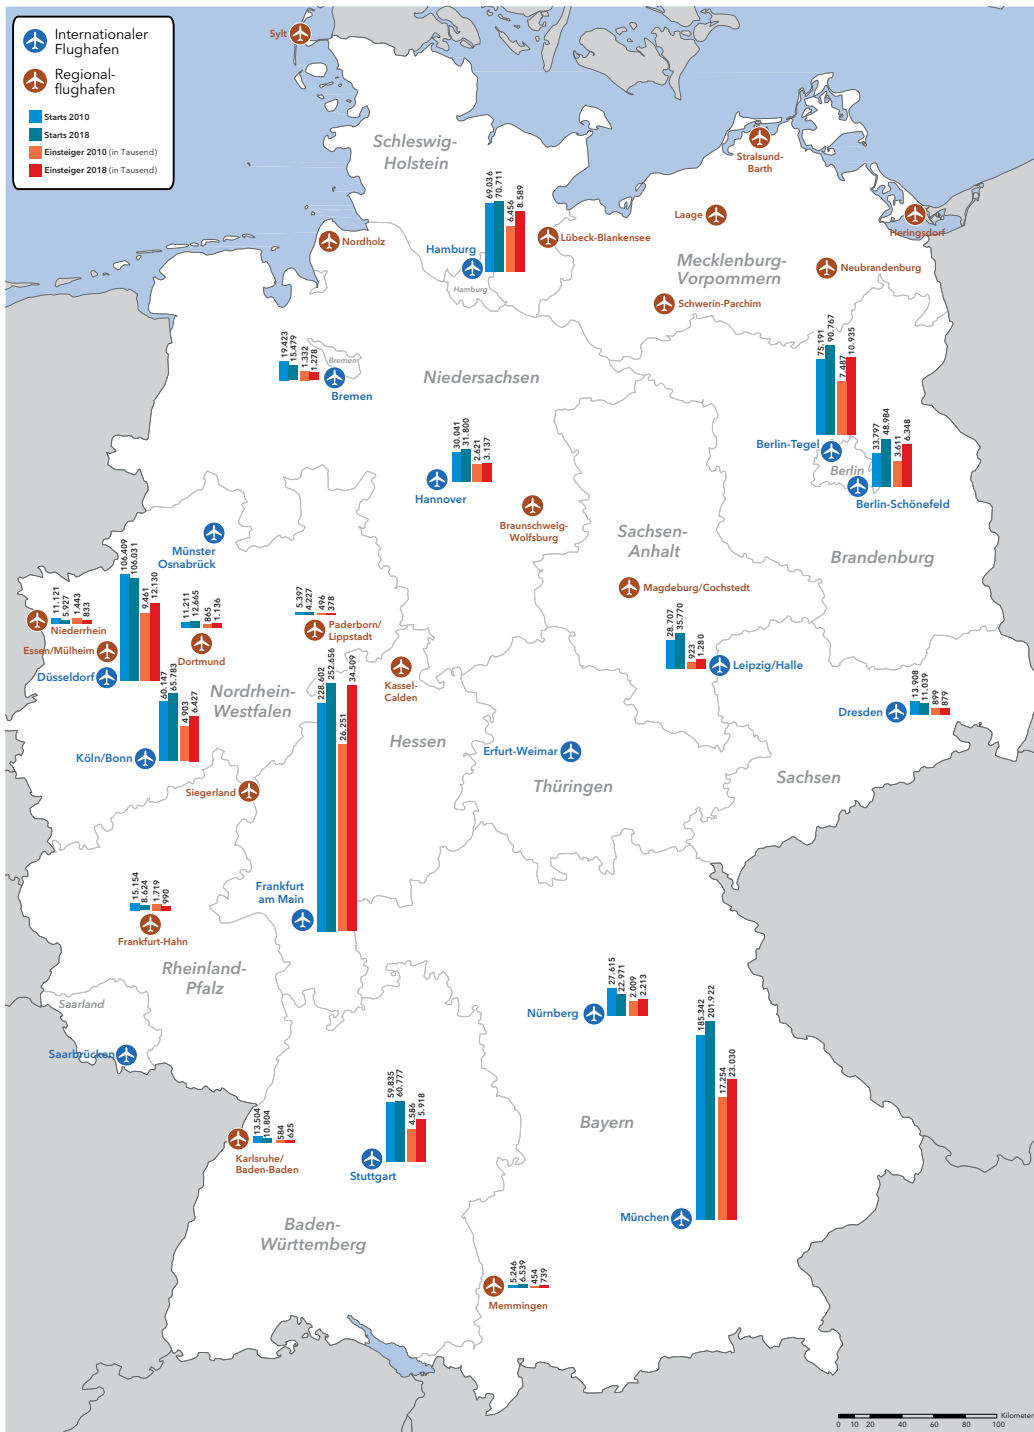 Internationaler
Flughafen
Regional-
flughafen
Starts 2010
Starts 2018
Einsteiger 2010 (in Tausend)
Einsteiger 2018 (in Tausend)
Sylt
Schleswig-
Holstein
Stralsund-
Barth
Laage
Heringsdorf
Nordholz
Hamburg
69.036
70.711
6.456
8.589
Hamburg
Lübeck-Blankensee
Mecklenburg-
Vorpommern
Neubrandenburg
Schwerin-Parchim
19.423
15.479
1.332
1.278
Bremen
Bremen
Niedersachsen
75.191
90.767
7.487
10.935
Berlin-Tegel
Berlin
33.797
48.984
3.611
6.348
Berlin-Schönefeld
30.041
31.800
2.621
3.137
Hannover
Braunschweig-
Wolfsburg
Sachsen-
Anhalt
Brandenburg
Münster
Osnabrück
106.409
106.031
9.461
12.130
11.121
5.927
1.443
833
Niederrhein
11.211
12.665
865
1.136
Dortmund
5.397
4.227
496
378
Paderborn/
Lippstadt
Magdeburg/Cochstedt
Essen/Mülheim
Düsseldorf
60.147
65.783
4.903
6.427
Köln/Bonn
Nordrhein-
Westfalen
228.602
252.656
26.251
34.509
Kassel-
Calden
Hessen
28.707
35.770
923
1.280
Leipzig/Halle
13.908
11.039
899
879
Dresden
Erfurt-Weimar
Thüringen
Sachsen
Siegerland
Frankfurt
am Main
15.154
8.624
1.719
990
Frankfurt-Hahn
Rheinland-
Pfalz
Saarland
Saarbrücken
27.615
22.971
2.009
2.213
Nürnberg
185.342
201.922
17.254
23.030
München
Bayern
59.835
60.777
4.586
5.918
Stuttgart
13.504
10.804
584
625
Karlsruhe/
Baden-Baden
Baden-
Württemberg
5.246
6.539
454
739
Memmingen
Kilometer
0 10 20 40 60 80 100